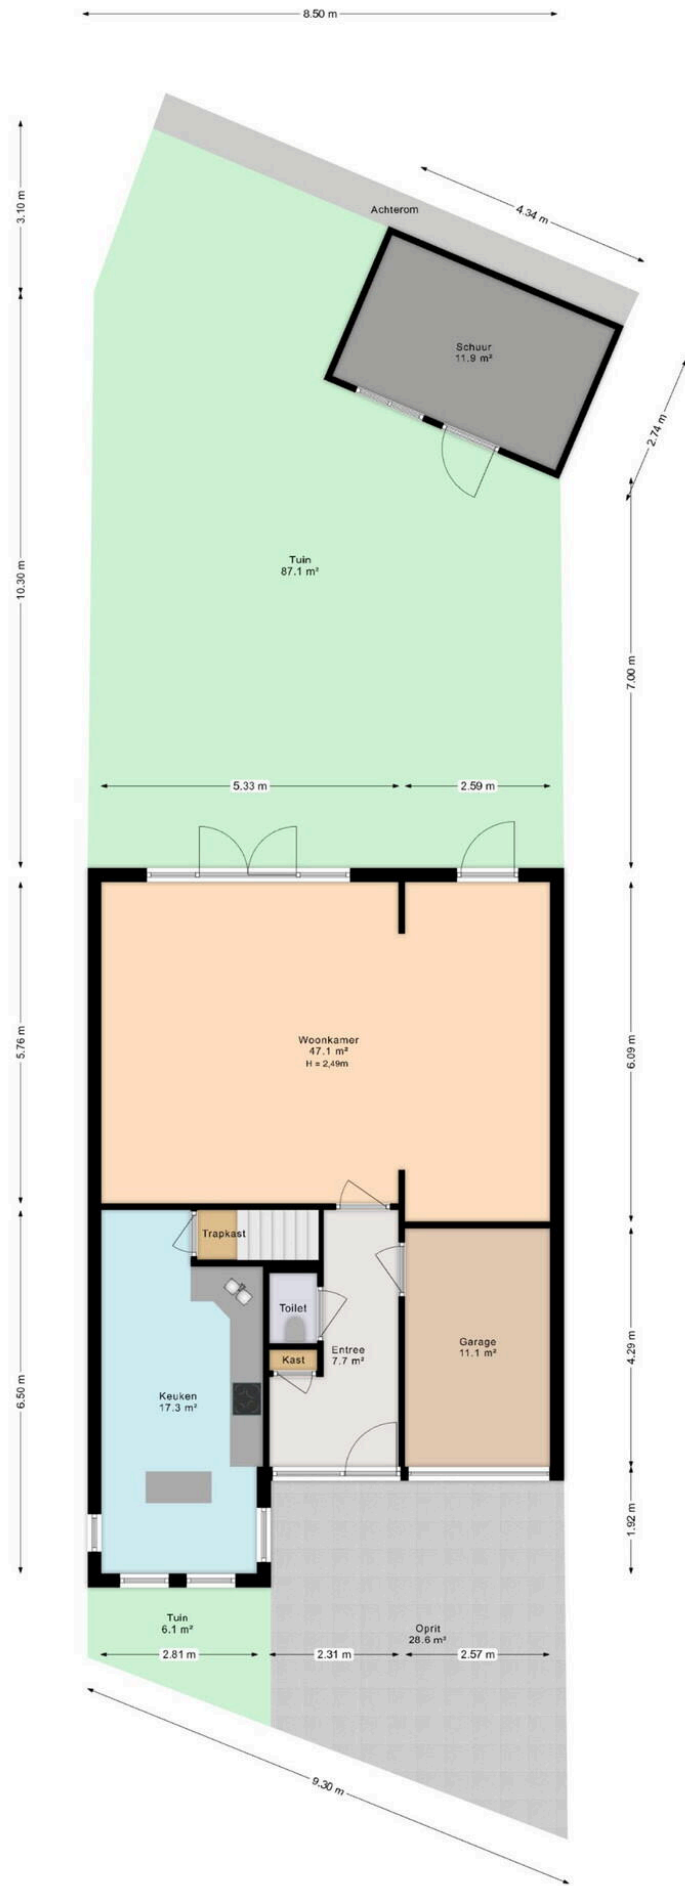 8.50 m
3.10 m
Achterom
4.34 m
Schuur
11.9 m²
2.74 m
10.30 m
Tuin
87.1 m²
7.00 m
5.33 m
2.59 m
5.76 m
Woonkamer
47.1 m²
H = 2,49m
6.09 m
Trapkast
Toilet
Kast
Entree
7.7 m²
Garage
11.1 m²
4.29 m
6.50 m
Keuken
17.3 m²
1.92 m
Tuin
6.1 m²
Oprit
28.6 m²
2.81 m
2.31 m
2.57 m
9.30 m